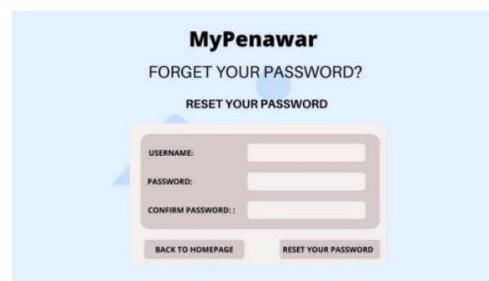 MyPenawar
FORGET YOUR PASSWORD?
RESET YOUR PASSWORD
USERNAME:
PASSWORD:
CONFIRM PASSWORD: :
BACK TO HOMEPAGE
RESET YOUR PASSWORD